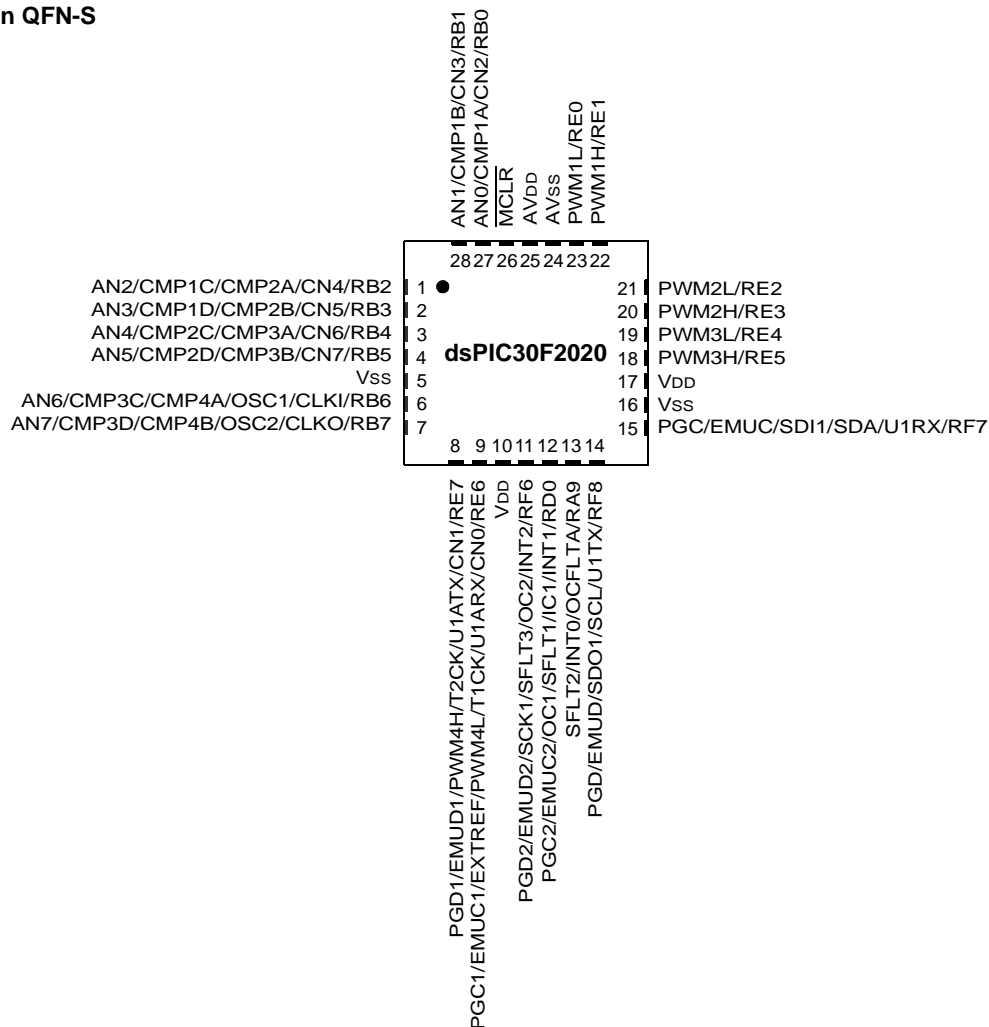 n QFN-S
AN1/CMP1B/CN3/RB1
AN0/CMP1A/CN2/RB0
MCLR
AVDD
AVSS
PWM1L/RE0
PWM1H/RE1
28 27 26 25 24 23 22
AN2/CMP1C/CMP2A/CN4/RB2 1
AN3/CMP1D/CMP2B/CN5/RB3 2
AN4/CMP2C/CMP3A/CN6/RB4 3
AN5/CMP2D/CMP3B/CN7/RB5 4
VSS 5
AN6/CMP3C/CMP4A/OSC1/CLKI/RB6 6
AN7/CMP3D/CMP4B/OSC2/CLKO/RB7 7
dsPIC30F2020
21 PWM2L/RE2
20 PWM2H/RE3
19 PWM3L/RE4
18 PWM3H/RE5
17 VDD
16 VSS
15 PGC/EMUC/SDI1/SDA/U1RX/RF7
8 9 10 11 12 13 14
PGD1/EMUD1/PWM4H/T2CK/U1ATX/CN1/RE7
PGC1/EMUC1/EXTREF/PWM4L/T1CK/U1ARX/CN0/RE6
VDD
PGD2/EMUD2/SCK1/SFLT3/OC2/INT2/RF6
PGC2/EMUC2/OC1/SFLT1/IC1/INT1/RD0
SFLT2/INT0/OCFLTA/RA9
PGD/EMUD/SDO1/SCL/U1TX/RF8